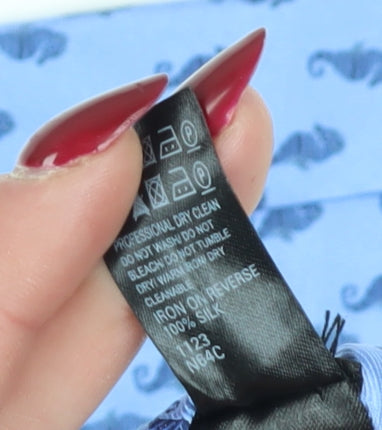 PROFESSIONAL DRY CLEAN
DO NOT WASH/ DO NOT
BLEACH/ DO NOT TUMBLE
DRY/ WARM IRON DRY
CLEANABLE
IRON ON REVERSE
100% SILK
1123
N64C